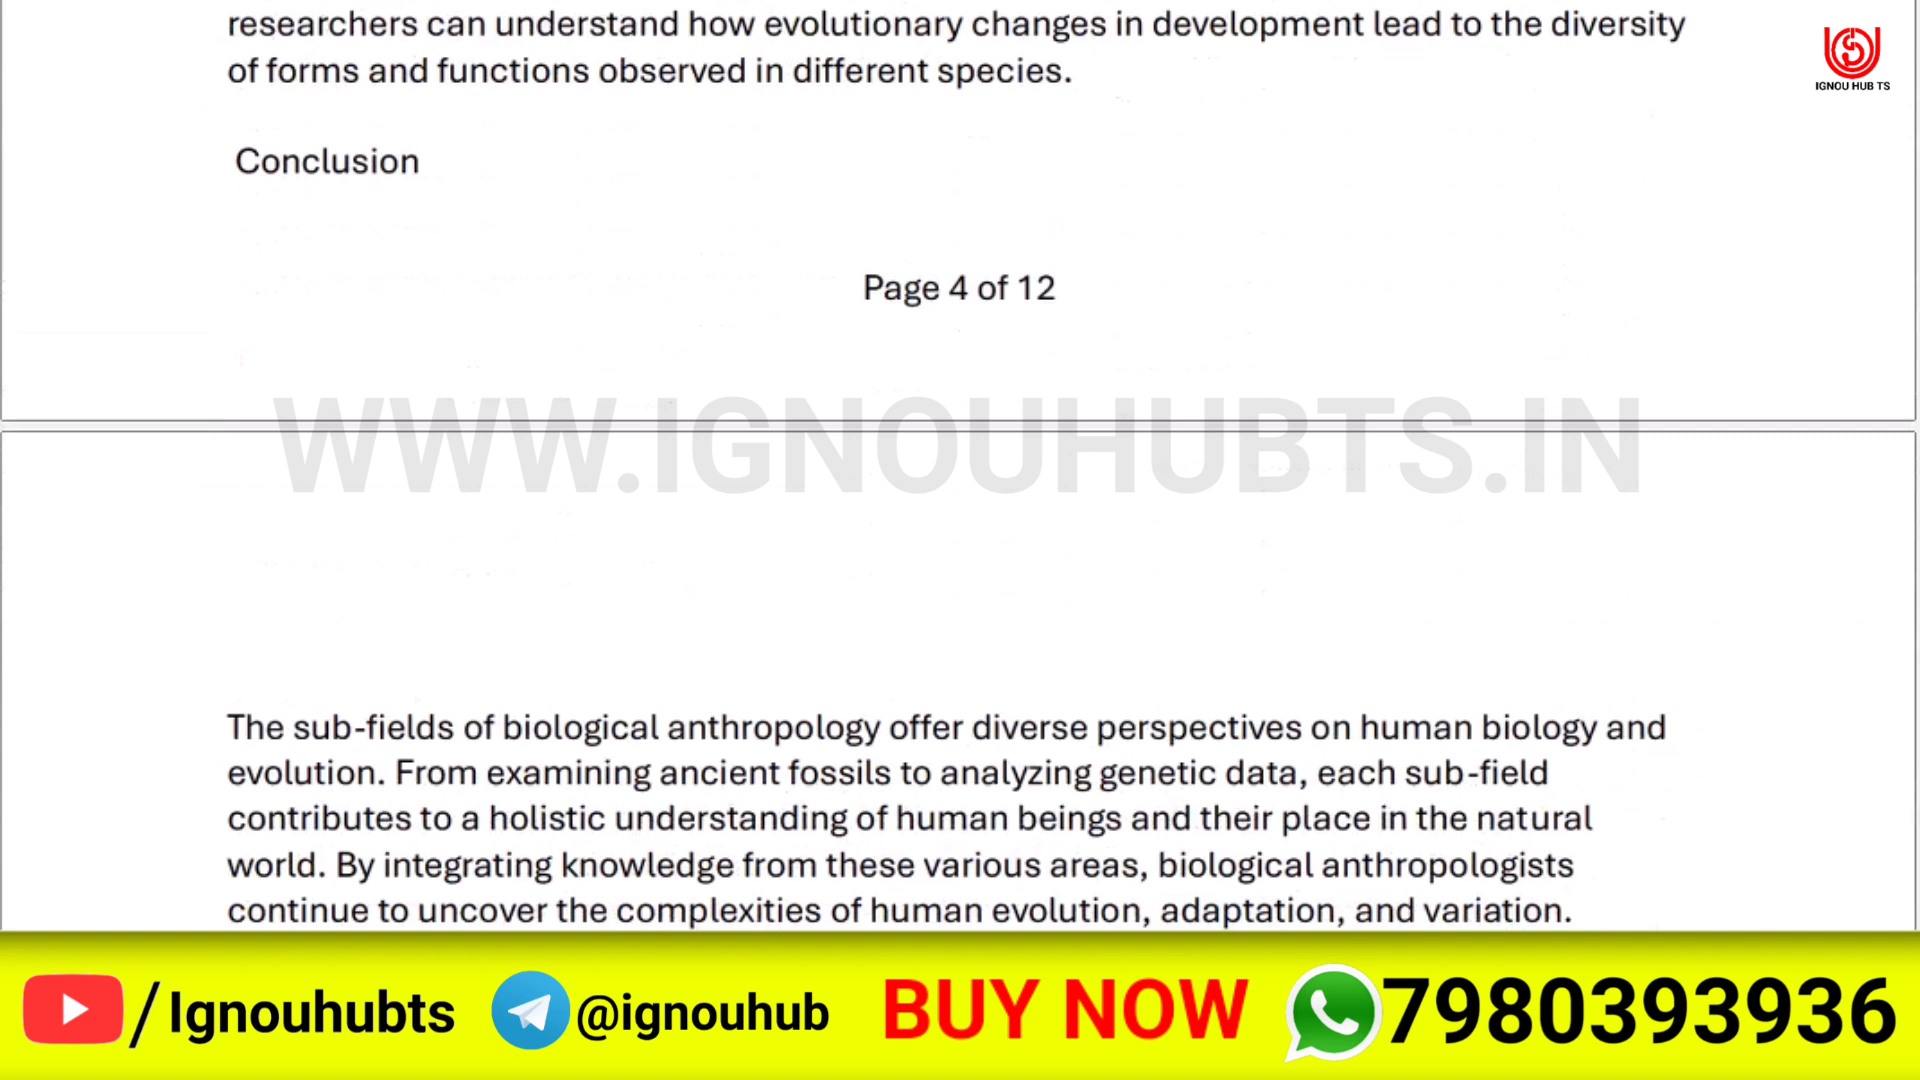 researchers can understand how evolutionary changes in development lead to the diversity
of forms and functions observed in different species.
IGNOU HUB TS
Conclusion
Page 4 of 12
WWW.IGNOUHUBTS.IN
The sub-fields of biological anthropology offer diverse perspectives on human biology and
evolution. From examining ancient fossils to analyzing genetic data, each sub-field
contributes to a holistic understanding of human beings and their place in the natural
world. By integrating knowledge from these various areas, biological anthropologists
continue to uncover the complexities of human evolution, adaptation, and variation.
/Ignouhubts @ignouhub BUY NOW 7980393936